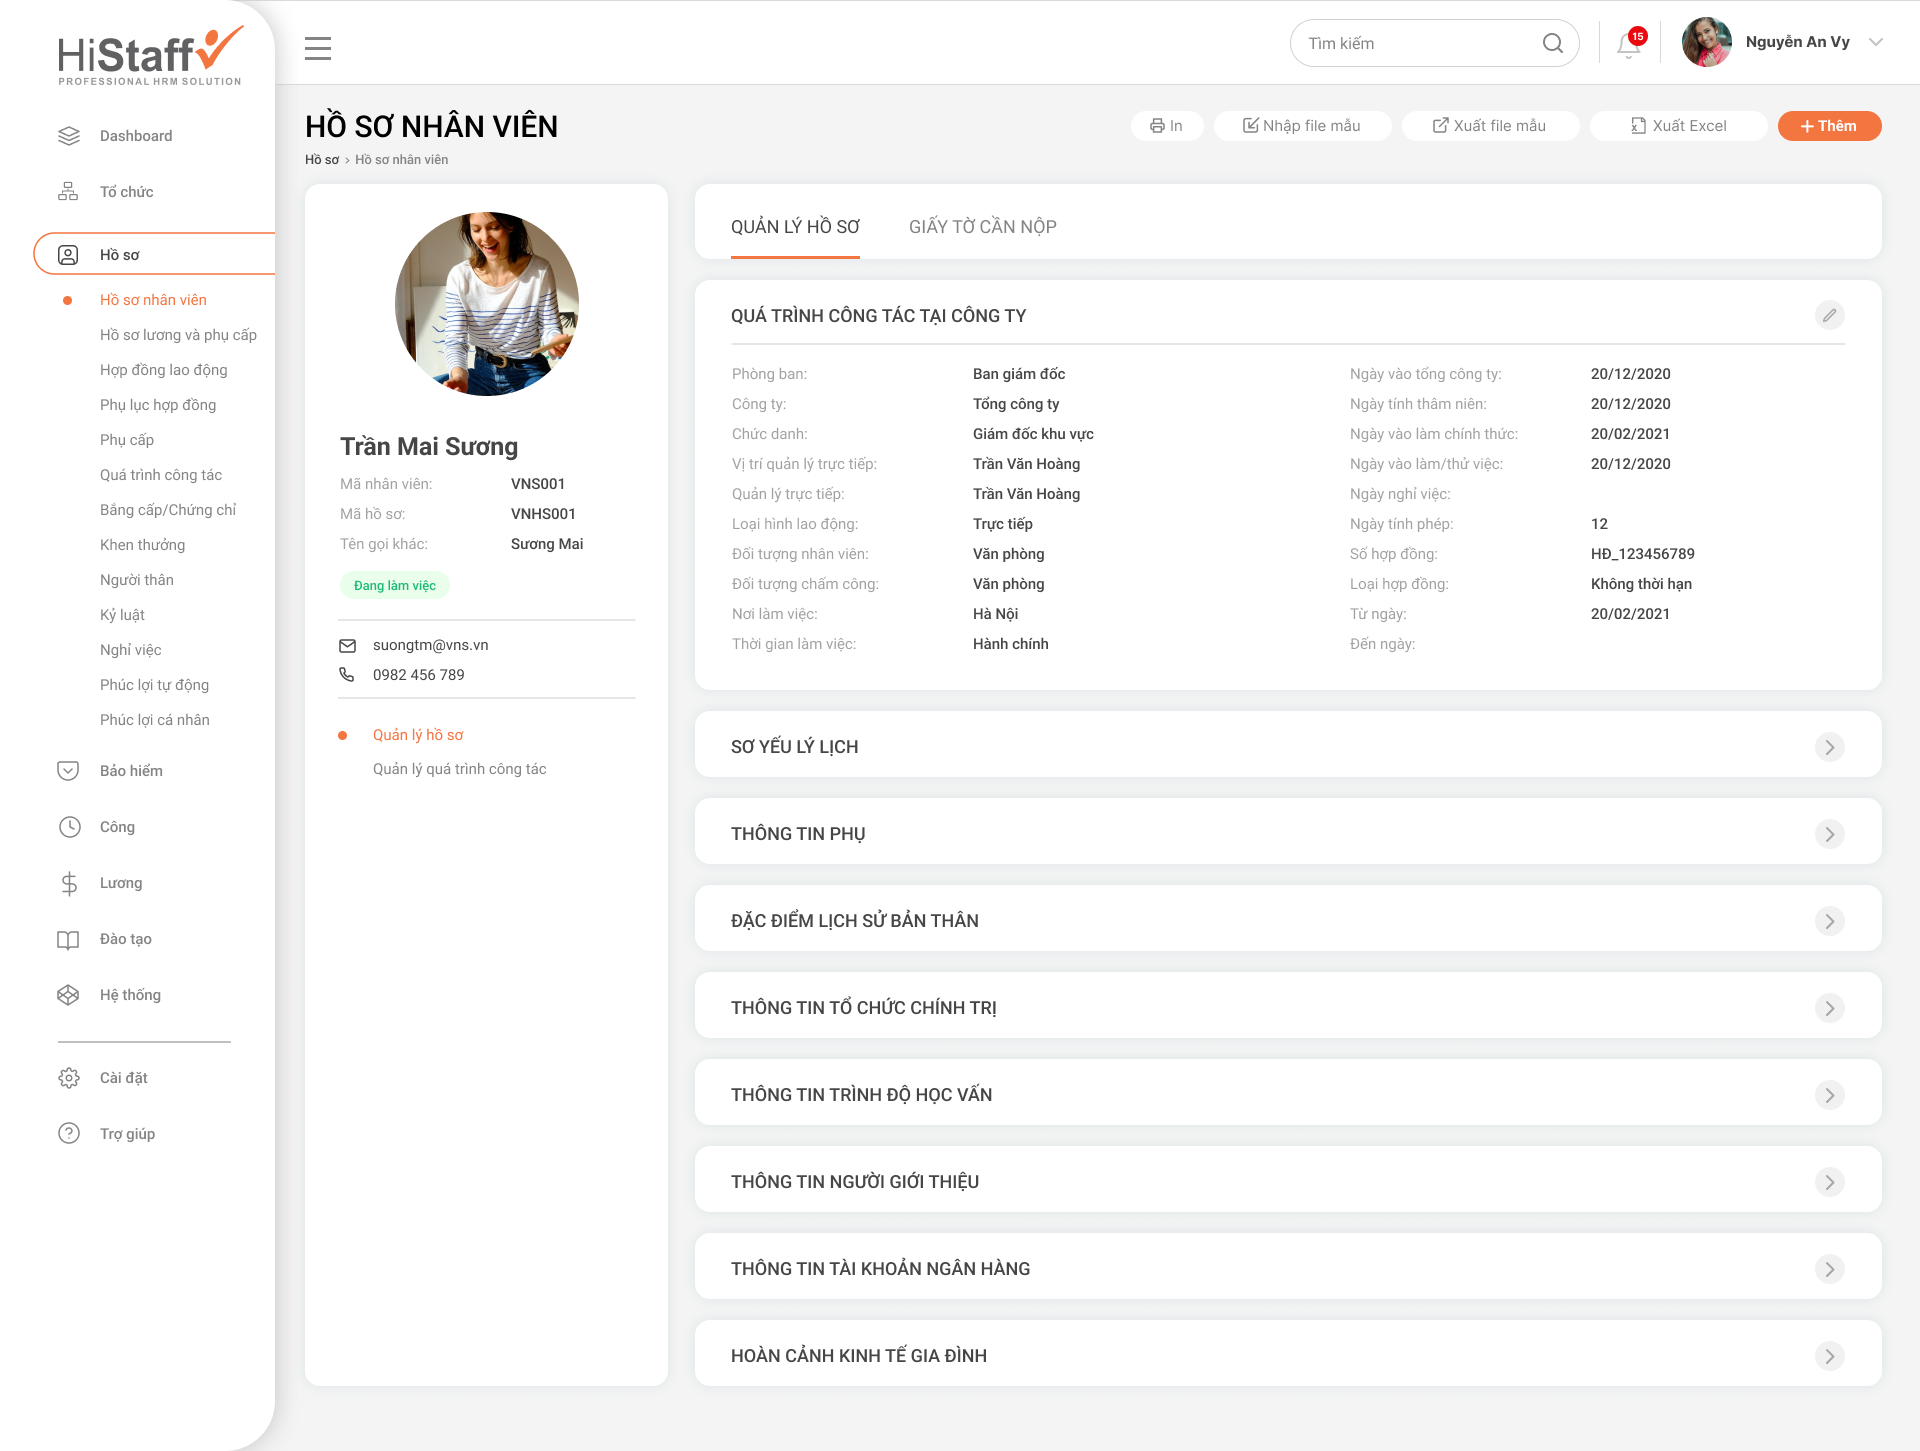 HiStaff
PROFESSIONAL HRM SOLUTION
Tìm kiếm
15
Nguyễn An Vy
Dashboard
Tổ chức
Hồ sơ
Hồ sơ nhân viên
Hồ sơ lương và phụ cấp
Hợp đồng lao động
Phụ lục hợp đồng
Phụ cấp
Quá trình công tác
Bằng cấp/Chứng chỉ
Khen thưởng
Người thân
Kỷ luật
Nghỉ việc
Phúc lợi tự động
Phúc lợi cá nhân
Bảo hiểm
Công
Lương
Đào tạo
Hệ thống
Cài đặt
Trợ giúp
HỒ SƠ NHÂN VIÊN
Hồ sơ › Hồ sơ nhân viên
In
Nhập file mẫu
Xuất file mẫu
Xuất Excel
Thêm
Trần Mai Sương
Mã nhân viên: VNS001
Mã hồ sơ: VNHS001
Tên gọi khác: Sương Mai
Đang làm việc
suongtm@vns.vn
0982 456 789
Quản lý hồ sơ
Quản lý quá trình công tác
QUẢN LÝ HỒ SƠ
GIẤY TỜ CẦN NỘP
QUÁ TRÌNH CÔNG TÁC TẠI CÔNG TY
Phòng ban: Ban giám đốc
Công ty: Tổng công ty
Chức danh: Giám đốc khu vực
Vị trí quản lý trực tiếp: Trần Văn Hoàng
Quản lý trực tiếp: Trần Văn Hoàng
Loại hình lao động: Trực tiếp
Đối tượng nhân viên: Văn phòng
Đối tượng chấm công: Văn phòng
Nơi làm việc: Hà Nội
Thời gian làm việc: Hành chính
Ngày vào tổng công ty: 20/12/2020
Ngày tính thâm niên: 20/12/2020
Ngày vào làm chính thức: 20/02/2021
Ngày vào làm/thử việc: 20/12/2020
Ngày nghỉ việc:
Ngày tính phép: 12
Số hợp đồng: HĐ_123456789
Loại hợp đồng: Không thời hạn
Từ ngày: 20/02/2021
Đến ngày:
SƠ YẾU LÝ LỊCH
THÔNG TIN PHỤ
ĐẶC ĐIỂM LỊCH SỬ BẢN THÂN
THÔNG TIN TỔ CHỨC CHÍNH TRỊ
THÔNG TIN TRÌNH ĐỘ HỌC VẤN
THÔNG TIN NGƯỜI GIỚI THIỆU
THÔNG TIN TÀI KHOẢN NGÂN HÀNG
HOÀN CẢNH KINH TẾ GIA ĐÌNH